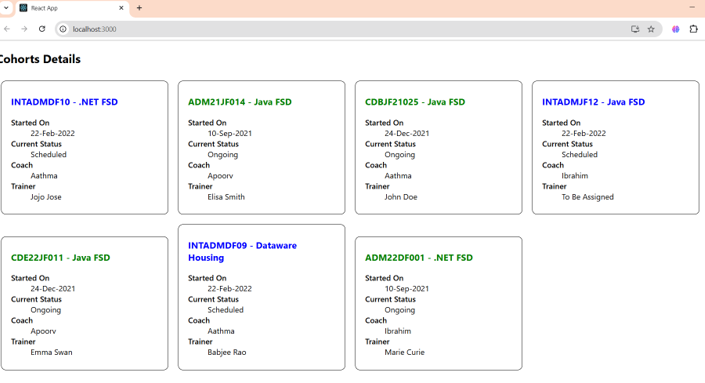 React App
localhost:3000
Cohorts Details
INTADMDF10 - .NET FSD
Started On
22-Feb-2022
Current Status
Scheduled
Coach
Aathma
Trainer
Jojo Jose
ADM21JF014 - Java FSD
Started On
10-Sep-2021
Current Status
Ongoing
Coach
Apoorv
Trainer
Elisa Smith
CDBJF21025 - Java FSD
Started On
24-Dec-2021
Current Status
Ongoing
Coach
Aathma
Trainer
John Doe
INTADMJF12 - Java FSD
Started On
22-Feb-2022
Current Status
Scheduled
Coach
Ibrahim
Trainer
To Be Assigned
CDE22JF011 - Java FSD
Started On
24-Dec-2021
Current Status
Ongoing
Coach
Apoorv
Trainer
Emma Swan
INTADMDF09 - Dataware
Housing
Started On
22-Feb-2022
Current Status
Scheduled
Coach
Aathma
Trainer
Babjee Rao
ADM22DF001 - .NET FSD
Started On
10-Sep-2021
Current Status
Ongoing
Coach
Ibrahim
Trainer
Marie Curie